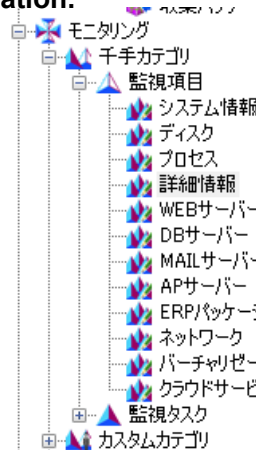 ation.
モニタリング
千手カテゴリ
監視項目
システム情報
ディスク
プロセス
詳細情報
WEBサーバー
DBサーバー
MAILサーバー
APサーバー
ERPパッケージ
ネットワーク
バーチャリゼー
クラウドサービ
監視タスク
カスタムカテゴリ